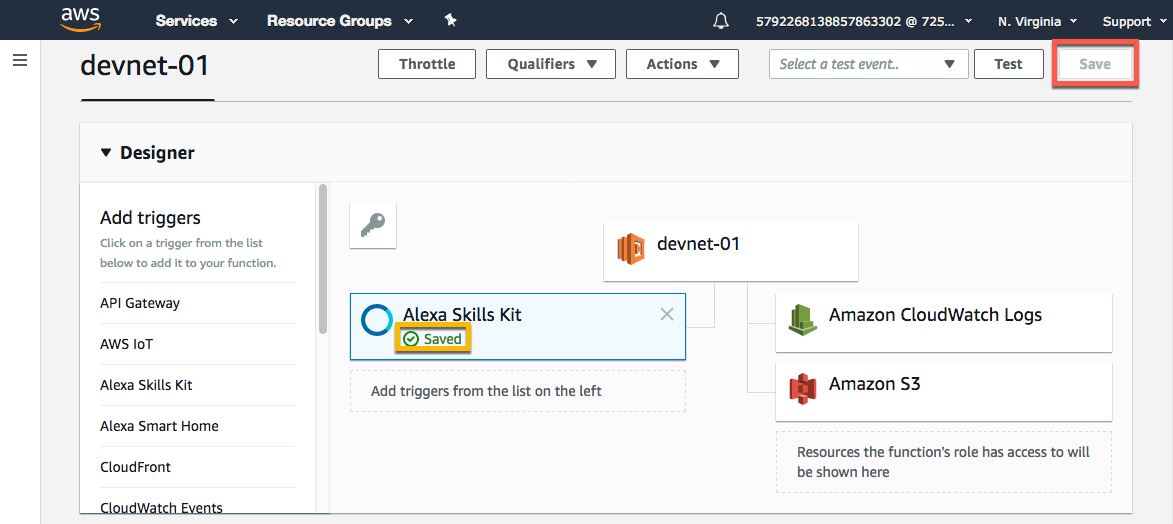 aws
Services
Resource Groups
5792268138857863302 @ 725...
N. Virginia
Support
devnet-01
Throttle
Qualifiers
Actions
Select a test event..
Test
Save
Designer
Add triggers
Click on a trigger from the list
below to add it to your function.
API Gateway
AWS IoT
Alexa Skills Kit
Alexa Smart Home
CloudFront
CloudWatch Events
devnet-01
Alexa Skills Kit
Saved
Add triggers from the list on the left
Amazon CloudWatch Logs
Amazon S3
Resources the function's role has access to will
be shown here